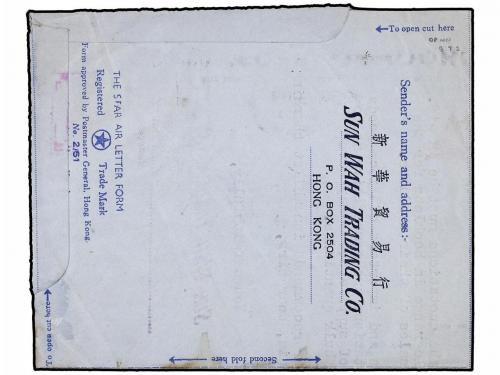 To open cut here
Sender's name and address:-
新華貿易行
SUN WAH TRADING CO.
P. O. BOX 2504
HONG KONG
THE STAR AIR LETTER FORM
Registered Trade Mark
Form approved by Postmaster General, Hong Kong.
No. 2/51
Second fold here
To open cut here